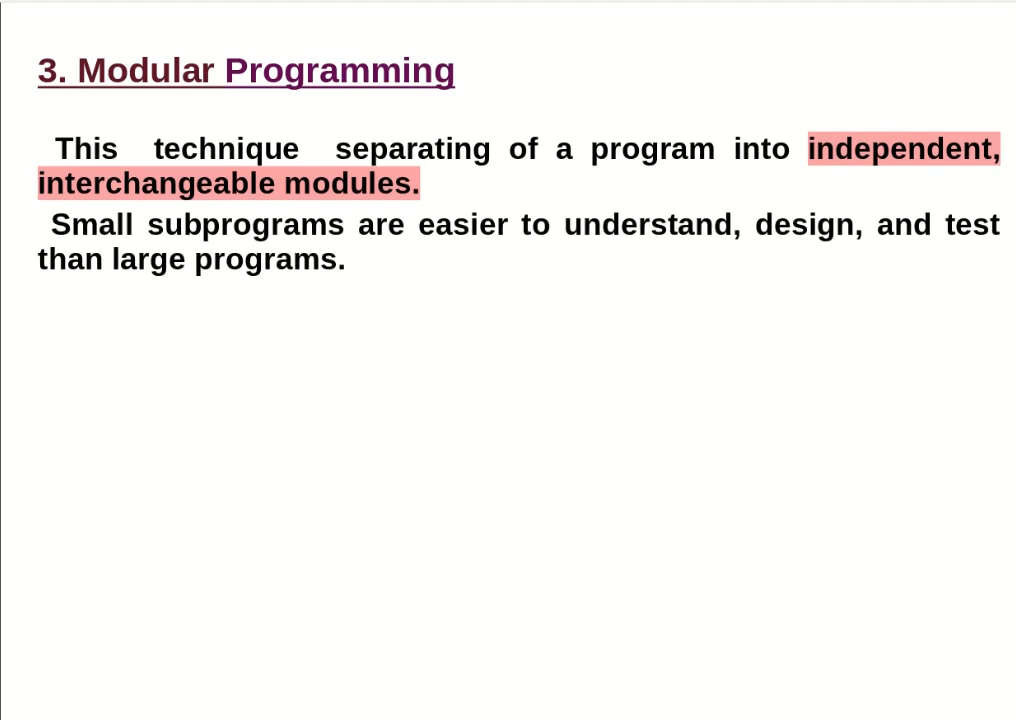 3. Modular Programming
This technique separating of a program into independent,
interchangeable modules.
Small subprograms are easier to understand, design, and test
than large programs.